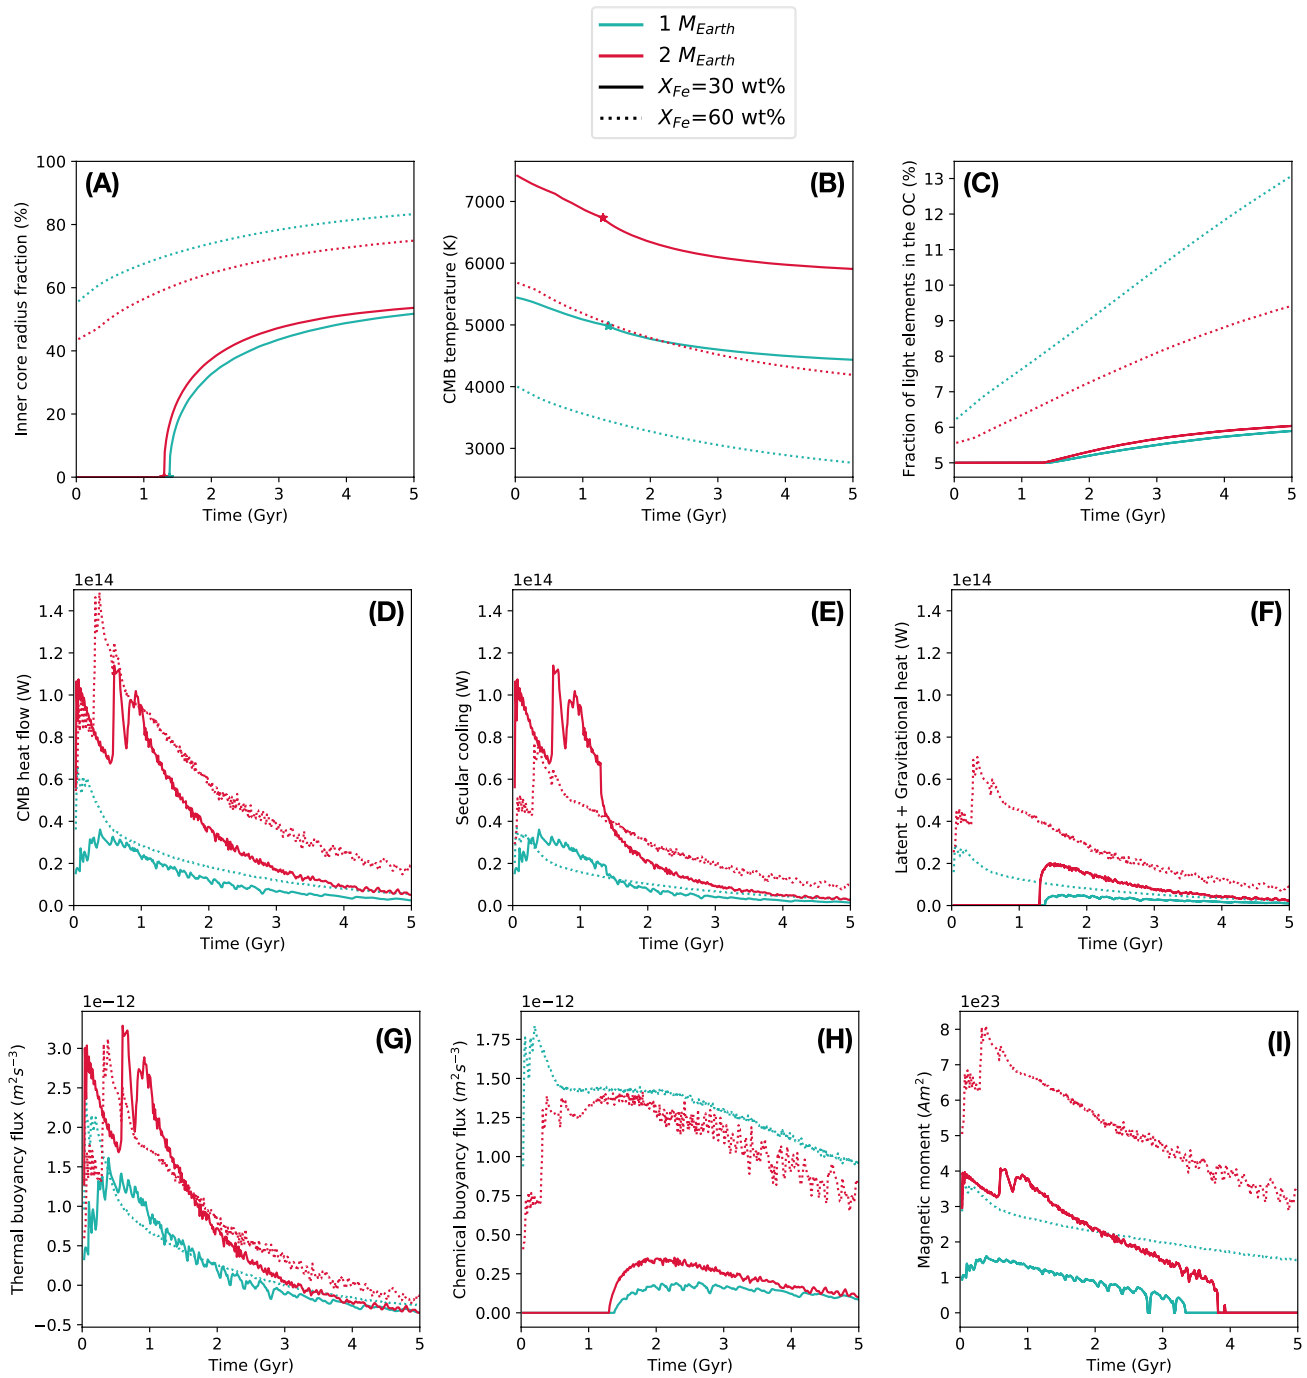 1 M_Earth
2 M_Earth
X_Fe=30 wt%
X_Fe=60 wt%
(A)
Inner core radius fraction (%)
100
80
60
40
20
0
0 1 2 3 4 5
Time (Gyr)
(B)
CMB temperature (K)
7000
6000
5000
4000
3000
0 1 2 3 4 5
Time (Gyr)
(C)
Fraction of light elements in the OC (%)
13
12
11
10
9
8
7
6
5
0 1 2 3 4 5
Time (Gyr)
1e14
(D)
CMB heat flow (W)
1.4
1.2
1.0
0.8
0.6
0.4
0.2
0.0
0 1 2 3 4 5
Time (Gyr)
1e14
(E)
Secular cooling (W)
1.4
1.2
1.0
0.8
0.6
0.4
0.2
0.0
0 1 2 3 4 5
Time (Gyr)
1e14
(F)
Latent + Gravitational heat (W)
1.4
1.2
1.0
0.8
0.6
0.4
0.2
0.0
0 1 2 3 4 5
Time (Gyr)
1e−12
(G)
Thermal buoyancy flux (m²s⁻³)
3.0
2.5
2.0
1.5
1.0
0.5
0.0
−0.5
0 1 2 3 4 5
Time (Gyr)
1e−12
(H)
Chemical buoyancy flux (m²s⁻³)
1.75
1.50
1.25
1.00
0.75
0.50
0.25
0.00
0 1 2 3 4 5
Time (Gyr)
1e23
(I)
Magnetic moment (Am²)
8
7
6
5
4
3
2
1
0
0 1 2 3 4 5
Time (Gyr)